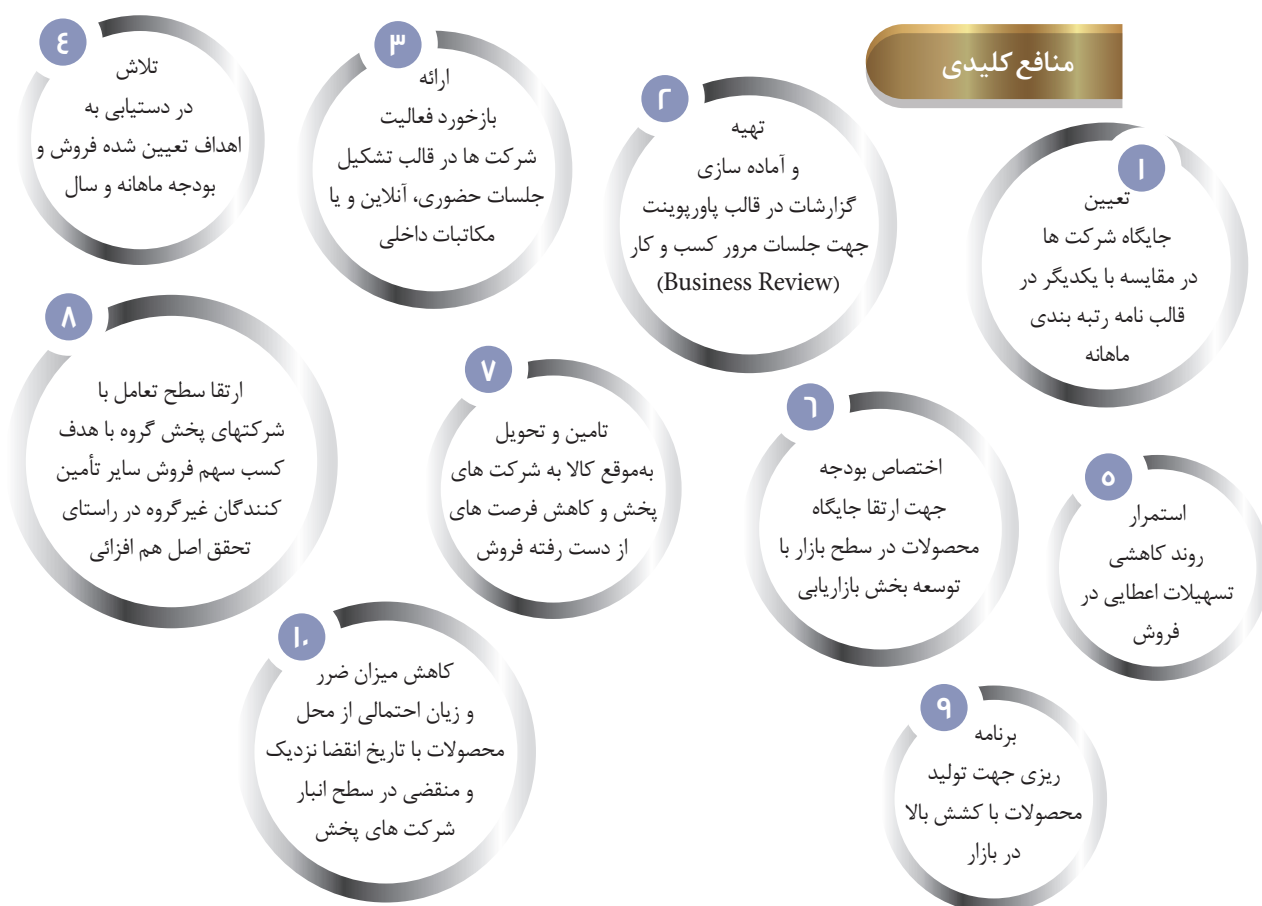 منافع کلیدی
۱
تعیین
جایگاه شرکت ها
در مقایسه با یکدیگر در
قالب نامه رتبه بندی
ماهانه
۲
تهیه
و آماده سازی
گزارشات در قالب پاورپوینت
جهت جلسات مرور کسب و کار
(Business Review)
۳
ارائه
بازخورد فعالیت
شرکت ها در قالب تشکیل
جلسات حضوری، آنلاین و یا
مکاتبات داخلی
٤
تلاش
در دستیابی به
اهداف تعیین شده فروش و
بودجه ماهانه و سال
٥
استمرار
روند کاهشی
تسهیلات اعطایی در
فروش
٦
اختصاص بودجه
جهت ارتقا جایگاه
محصولات در سطح بازار با
توسعه بخش بازاریابی
۷
تامین و تحویل
به‌موقع کالا به شرکت های
پخش و کاهش فرصت های
از دست رفته فروش
۸
ارتقا سطح تعامل با
شرکتهای پخش گروه با هدف
کسب سهم فروش سایر تأمین
کنندگان غیرگروه در راستای
تحقق اصل هم افزائی
۹
برنامه
ریزی جهت تولید
محصولات با کشش بالا
در بازار
۱۰
کاهش میزان ضرر
و زیان احتمالی از محل
محصولات با تاریخ انقضا نزدیک
و منقضی در سطح انبار
شرکت های پخش